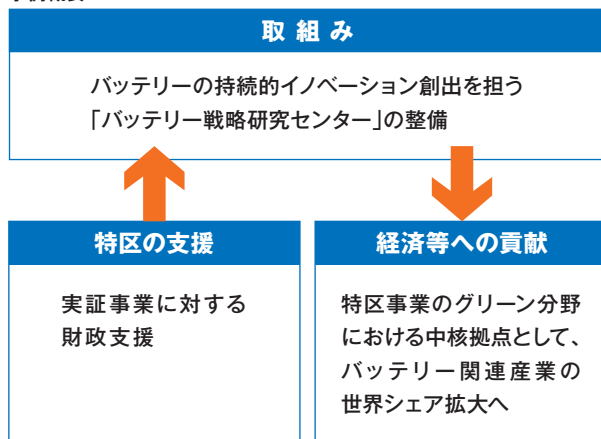 取組み
バッテリーの持続的イノベーション創出を担う
「バッテリー戦略研究センター」の整備
特区の支援
実証事業に対する
財政支援
経済等への貢献
特区事業のグリーン分野
における中核拠点として、
バッテリー関連産業の
世界シェア拡大へ